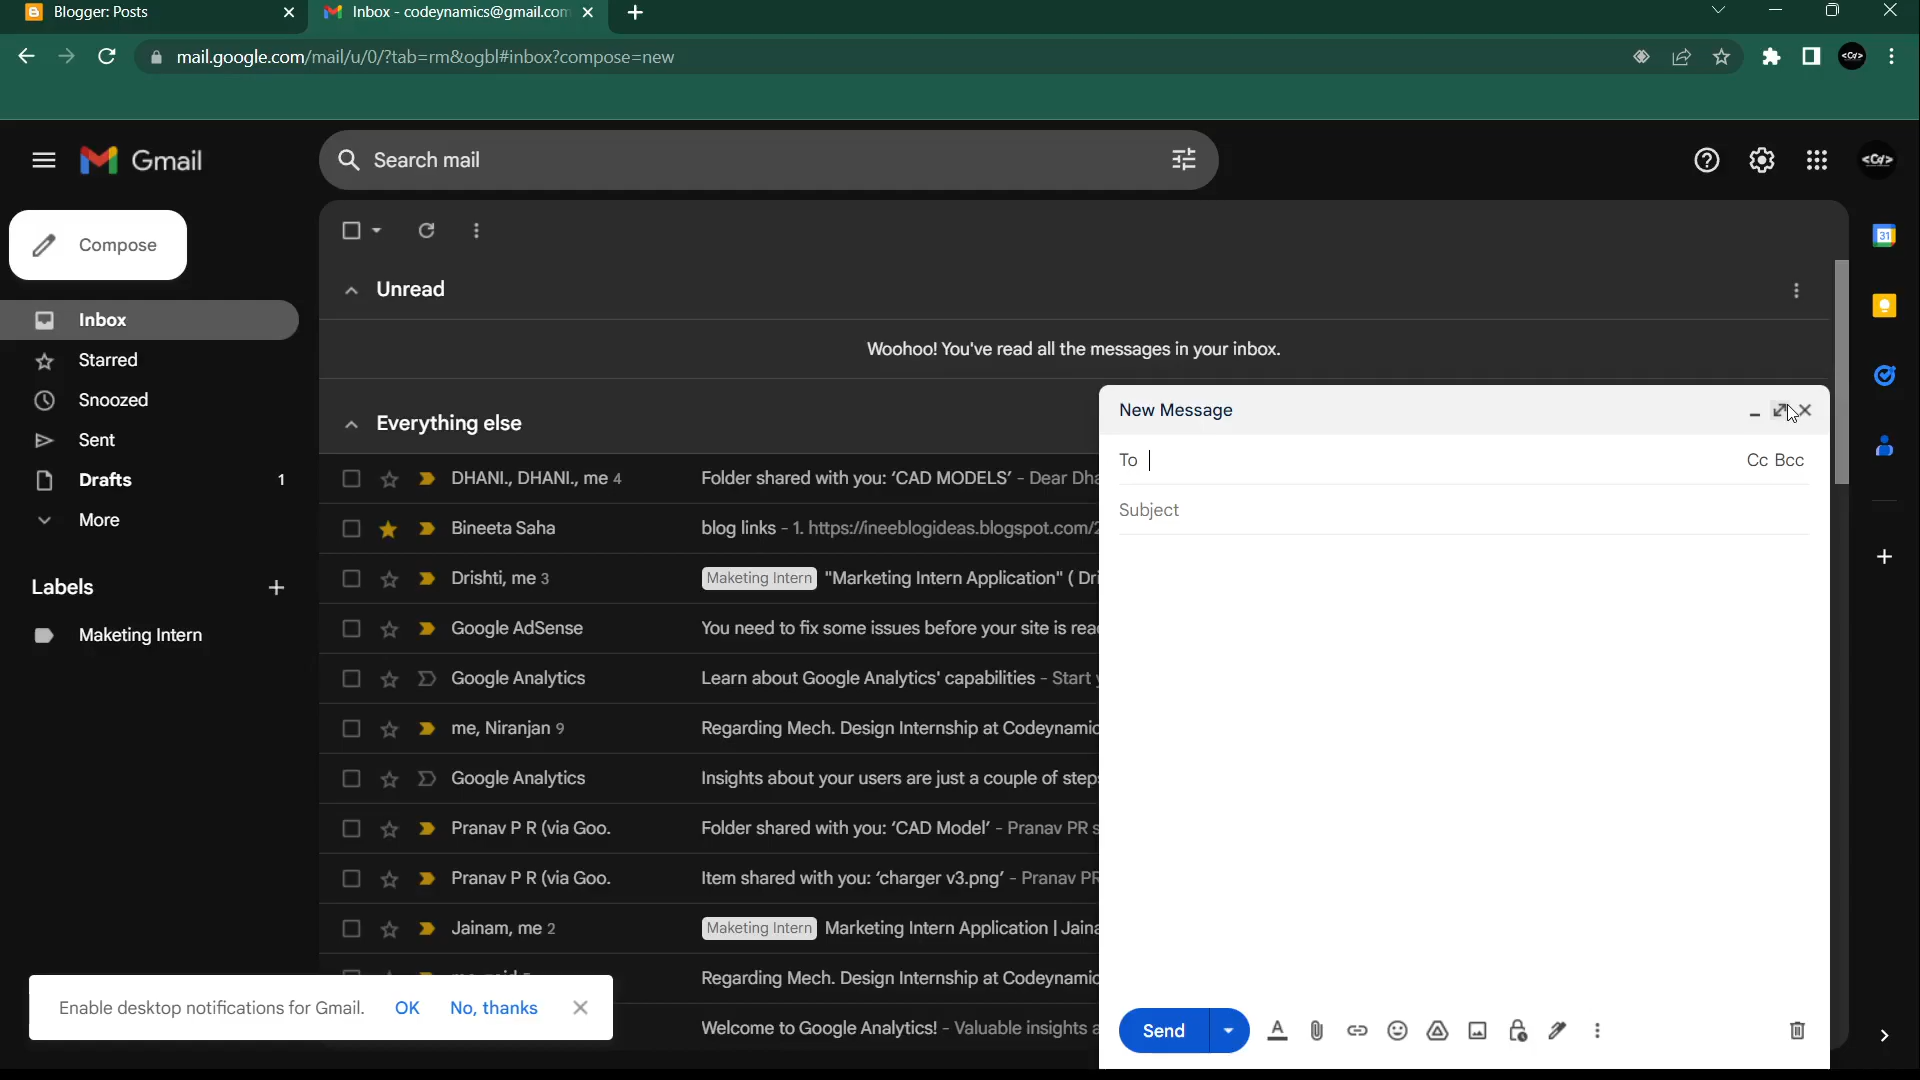 Blogger: Posts
Inbox - codeynamics@gmail.com
mail.google.com/mail/u/0/?tab=rm&ogbl#inbox?compose=new
Gmail
Search mail
<Cd>
Compose
Inbox
Starred
Snoozed
Sent
Drafts 1
More
Labels
Maketing Intern
31
Unread
Woohoo! You've read all the messages in your inbox.
Everything else
DHANI., DHANI., me 4 Folder shared with you: 'CAD MODELS' - Dear
Bineeta Saha blog links - 1. https://ineeblogideas.blogspot.com/
Drishti, me 3 Maketing Intern "Marketing Intern Application" (
Google AdSense You need to fix some issues before your site is
Google Analytics Learn about Google Analytics' capabilities - Start
me, Niranjan 9 Regarding Mech. Design Internship at Codeynamic
Google Analytics Insights about your users are just a couple of steps
Pranav P R (via Goo. Folder shared with you: 'CAD Model' - Pranav PR
Pranav P R (via Goo. Item shared with you: 'charger v3.png' - Pranav PR
Jainam, me 2 Maketing Intern Marketing Intern Application |
Regarding Mech. Design Internship at Codeynamic
Welcome to Google Analytics! - Valuable insights
Enable desktop notifications for Gmail. OK No, thanks
New Message
To Cc Bcc
Subject
Send